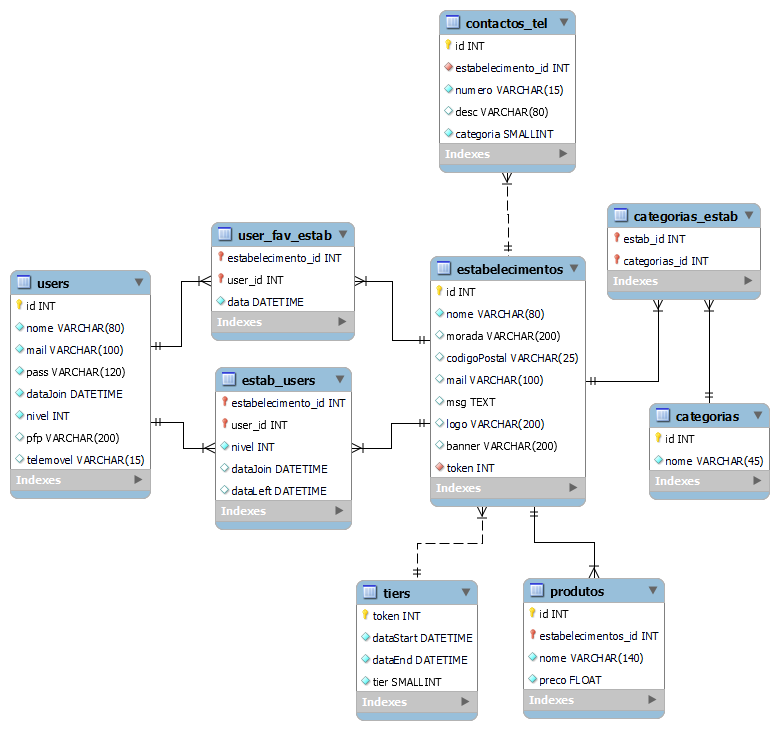 contactos_tel
id INT
estabelecimento_id INT
numero VARCHAR(15)
desc VARCHAR(80)
categoria SMALLINT
Indexes
categorias_estab
estab_id INT
categorias_id INT
Indexes
user_fav_estab
estabelecimento_id INT
user_id INT
data DATETIME
Indexes
users
id INT
nome VARCHAR(80)
mail VARCHAR(100)
pass VARCHAR(120)
dataJoin DATETIME
nivel INT
pfp VARCHAR(200)
telemovel VARCHAR(15)
Indexes
estabelecimentos
id INT
nome VARCHAR(80)
morada VARCHAR(200)
codigoPostal VARCHAR(25)
mail VARCHAR(100)
msg TEXT
logo VARCHAR(200)
banner VARCHAR(200)
token INT
Indexes
estab_users
estabelecimento_id INT
user_id INT
nivel INT
dataJoin DATETIME
dataLeft DATETIME
Indexes
categorias
id INT
nome VARCHAR(45)
Indexes
tiers
token INT
dataStart DATETIME
dataEnd DATETIME
tier SMALLINT
Indexes
produtos
id INT
estabelecimentos_id INT
nome VARCHAR(140)
preco FLOAT
Indexes